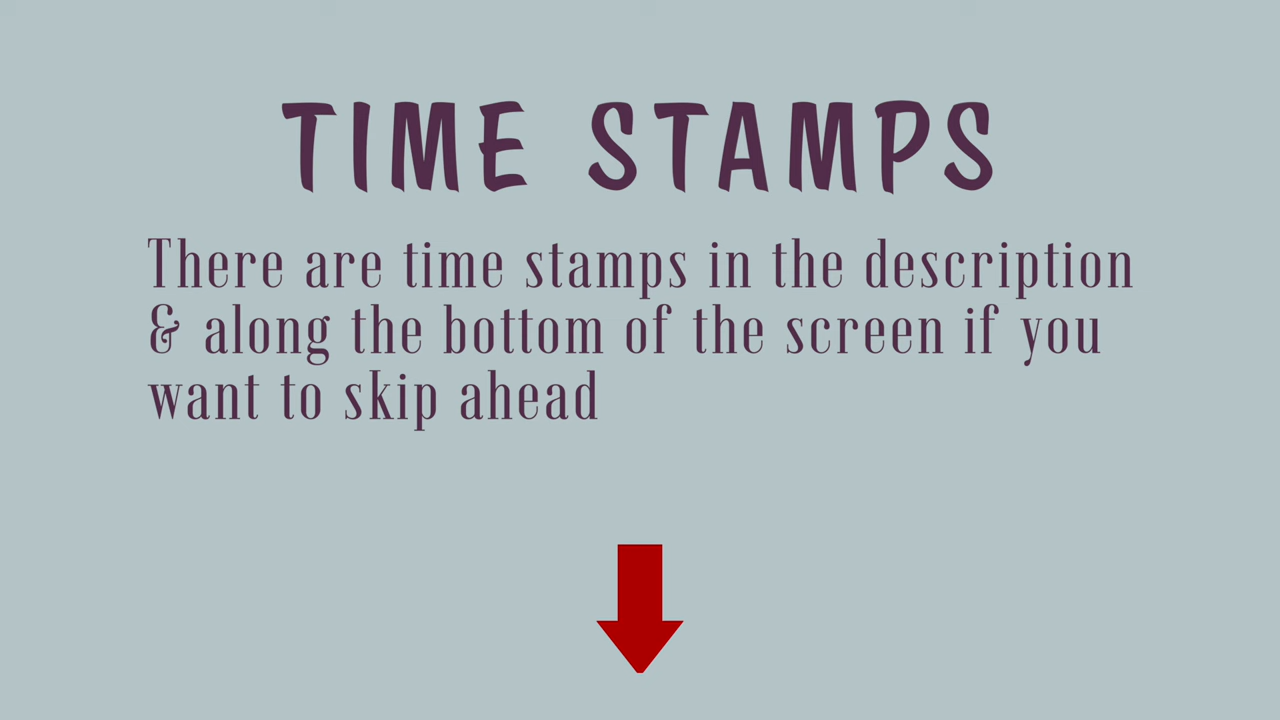 TIME STAMPS
There are time stamps in the description
& along the bottom of the screen if you
want to skip ahead